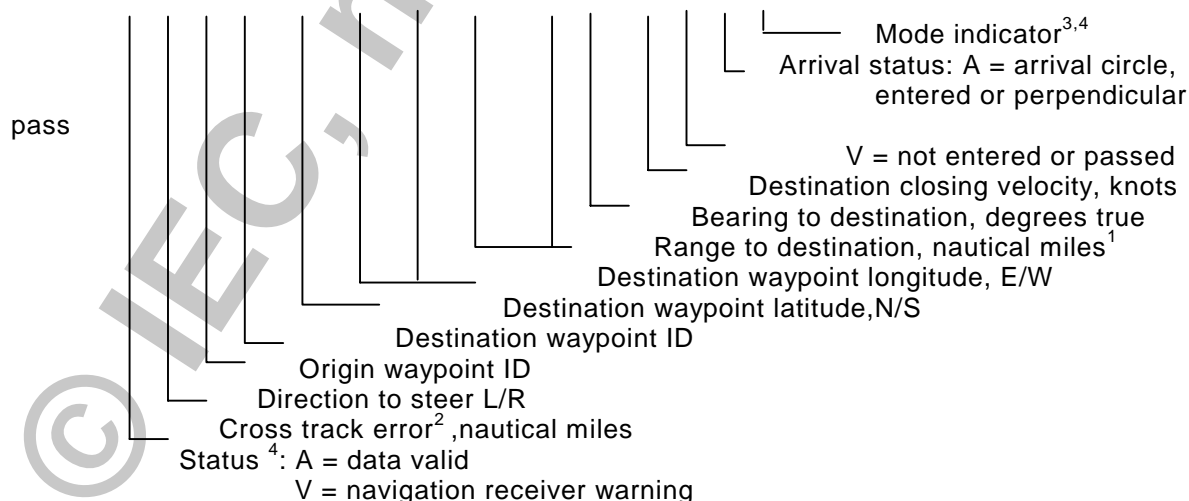 Mode indicator3,4
Arrival status: A = arrival circle,
entered or perpendicular
pass
V = not entered or passed
Destination closing velocity, knots
Bearing to destination, degrees true
Range to destination, nautical miles1
Destination waypoint longitude, E/W
Destination waypoint latitude,N/S
Destination waypoint ID
Origin waypoint ID
Direction to steer L/R
Cross track error2 ,nautical miles
Status 4: A = data valid
V = navigation receiver warning
© IEC,